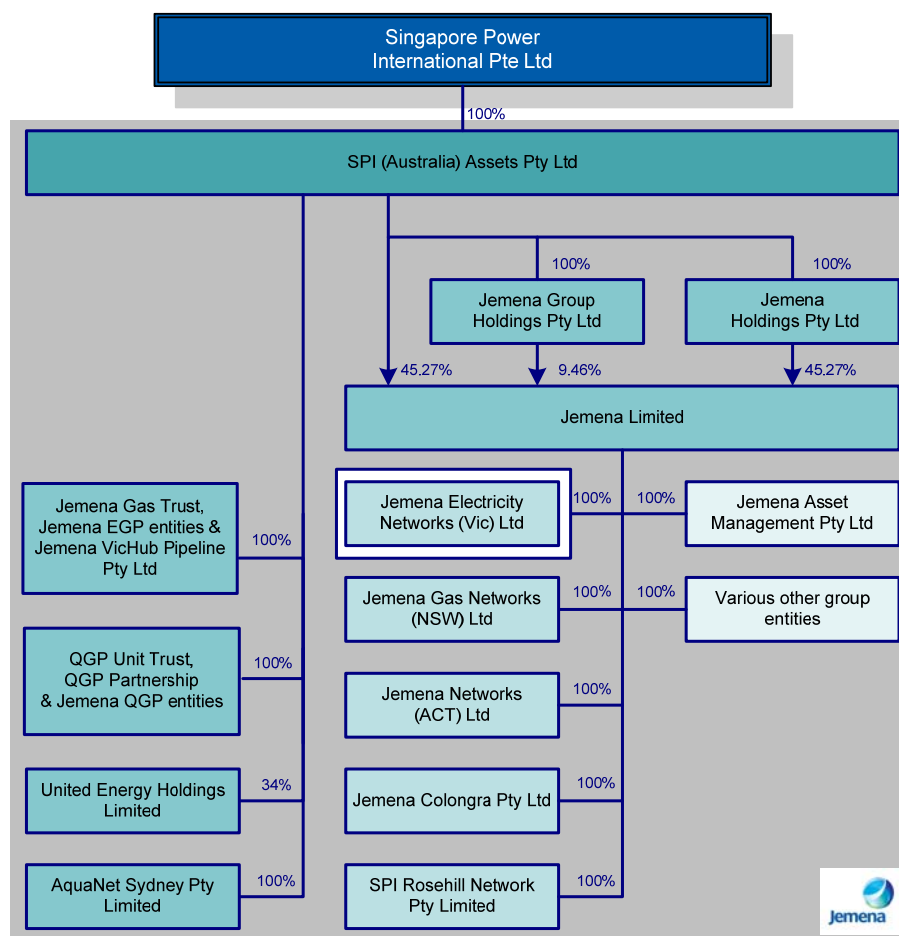 Singapore Power
International Pte Ltd
100%
SPI (Australia) Assets Pty Ltd
100%
100%
Jemena Group
Holdings Pty Ltd
Jemena
Holdings Pty Ltd
45.27%
9.46%
45.27%
Jemena Limited
Jemena Gas Trust,
Jemena EGP entities &
Jemena VicHub Pipeline
Pty Ltd
100%
QGP Unit Trust,
QGP Partnership
& Jemena QGP entities
100%
United Energy Holdings
Limited
34%
AquaNet Sydney Pty
Limited
100%
Jemena Electricity
Networks (Vic) Ltd
100%
100%
Jemena Asset
Management Pty Ltd
Jemena Gas Networks
(NSW) Ltd
100%
100%
Various other group
entities
Jemena Networks
(ACT) Ltd
100%
Jemena Colongra Pty Ltd
100%
SPI Rosehill Network
Pty Limited
100%
Jemena